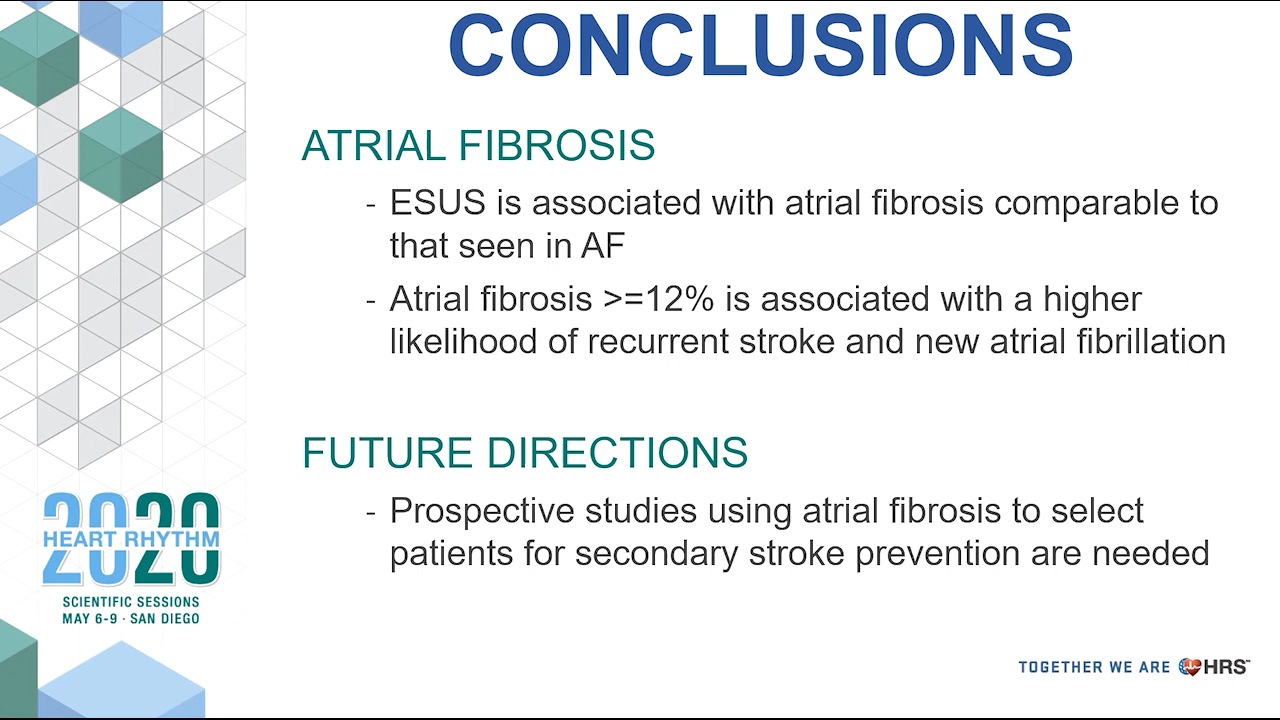 CONCLUSIONS
ATRIAL FIBROSIS
- ESUS is associated with atrial fibrosis comparable to
that seen in AF
- Atrial fibrosis >=12% is associated with a higher
likelihood of recurrent stroke and new atrial fibrillation
FUTURE DIRECTIONS
- Prospective studies using atrial fibrosis to select
patients for secondary stroke prevention are needed
2020
HEART RHYTHM
SCIENTIFIC SESSIONS
MAY 6-9 · SAN DIEGO
TOGETHER WE ARE HRS™